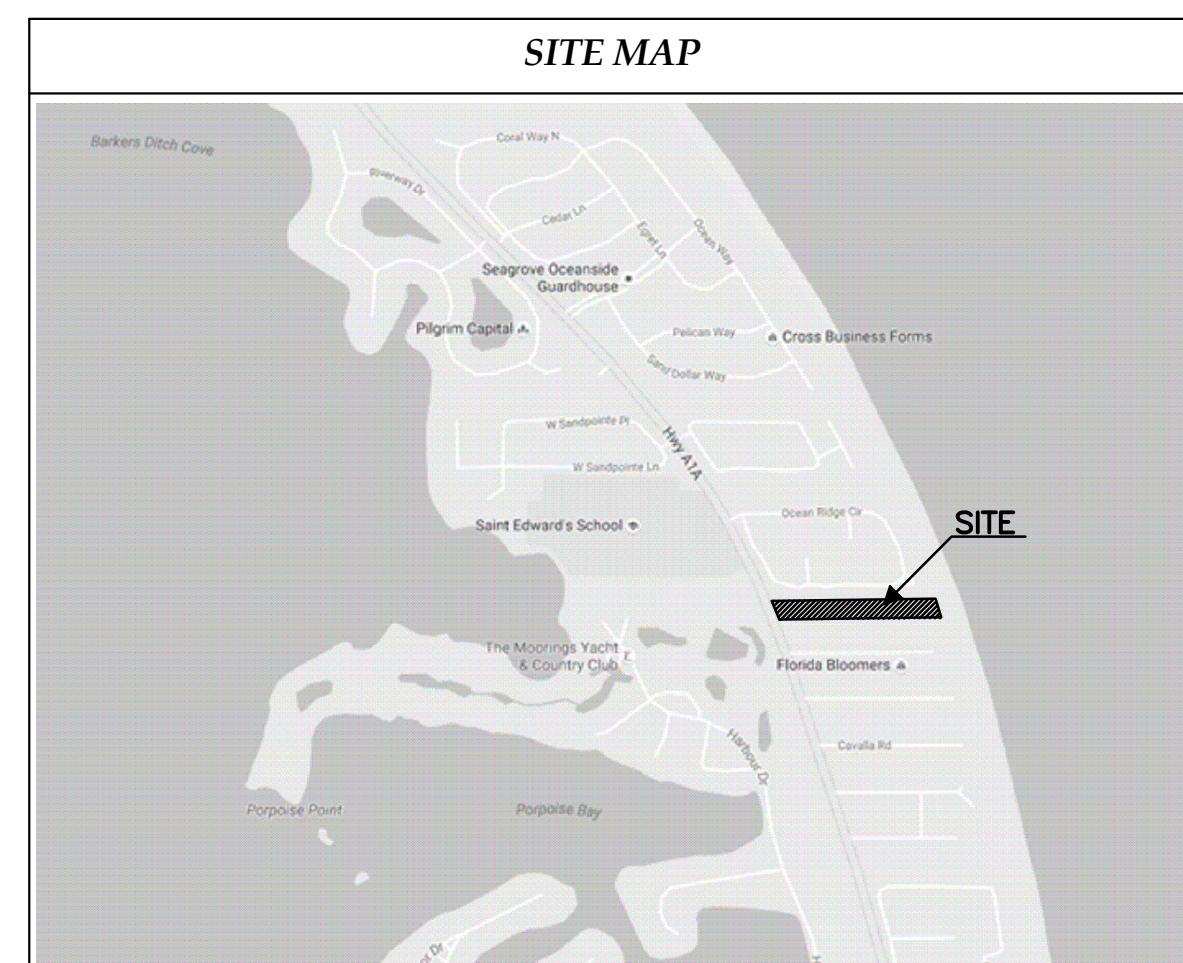 SITE MAP
Barkers Ditch Cove
Coral Way N
Riverway Dr
Cedar Ln
Egret Ln
Ocean Way
Seagrove Oceanside
Guardhouse
Pilgrim Capital
Pelican Way
Cross Business Forms
Sand Dollar Way
W Sandpointe Pl
Hwy A1A
W Sandpointe Ln
Ocean Ridge Cir
Saint Edward's School
SITE
The Moorings Yacht
& Country Club
Florida Bloomers
Harbour Dr
Cavalla Rd
Porpoise Point
Porpoise Bay
Dr
H